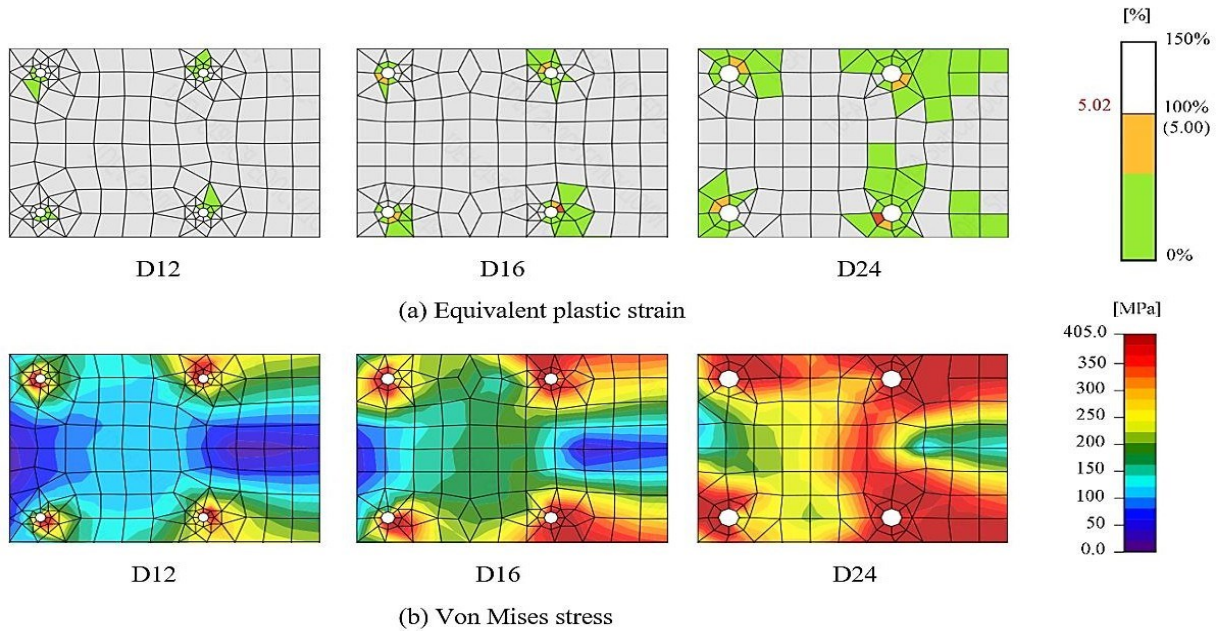 [%]
150%
5.02
100%
(5.00)
0%
D12
D16
D24
(a) Equivalent plastic strain
[MPa]
405.0
350
300
250
200
150
100
50
0.0
D12
D16
D24
(b) Von Mises stress